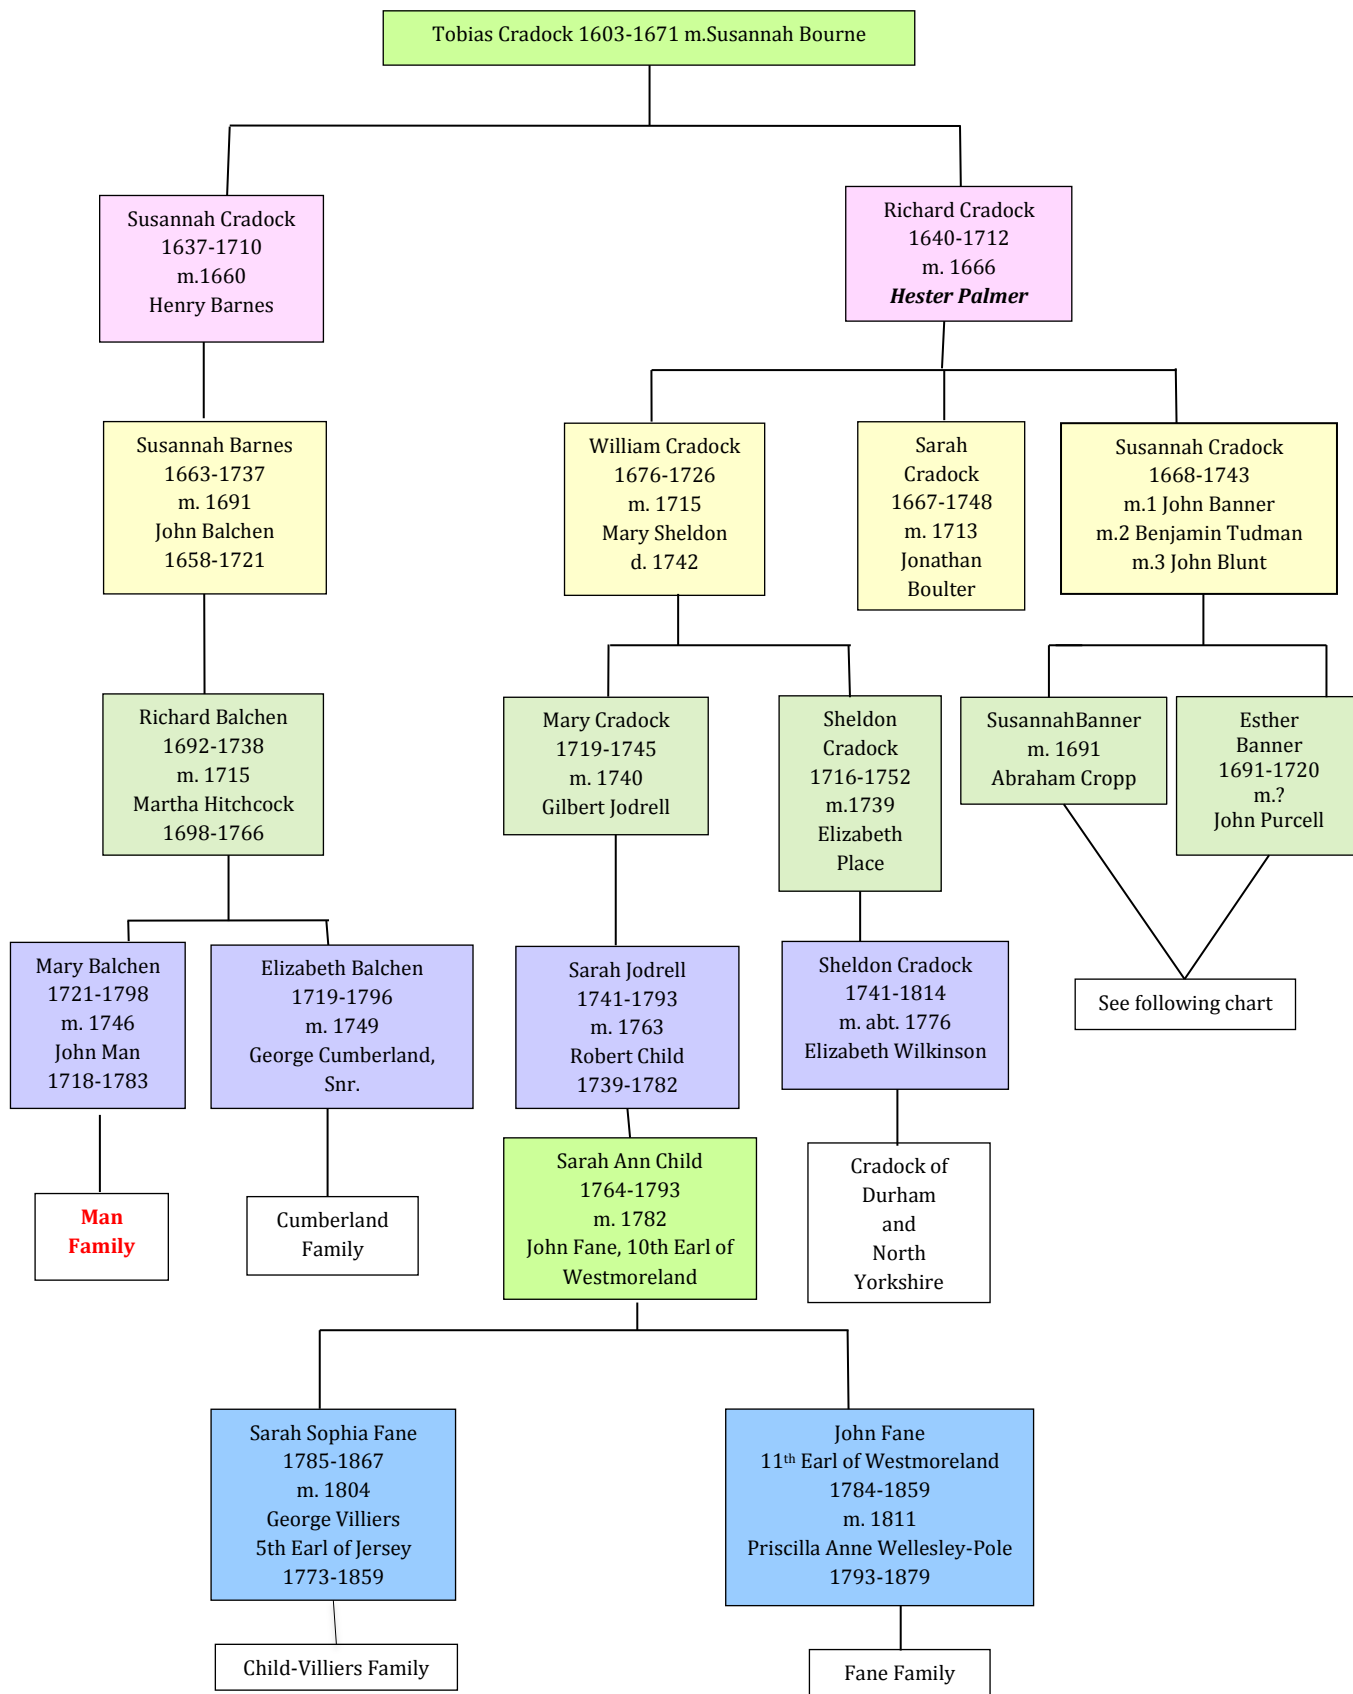 Tobias Cradock 1603-1671 m.Susannah Bourne
Susannah Cradock
1637-1710
m.1660
Henry Barnes
Richard Cradock
1640-1712
m. 1666
Hester Palmer
Susannah Barnes
1663-1737
m. 1691
John Balchen
1658-1721
William Cradock
1676-1726
m. 1715
Mary Sheldon
d. 1742
Sarah
Cradock
1667-1748
m. 1713
Jonathan
Boulter
Susannah Cradock
1668-1743
m.1 John Banner
m.2 Benjamin Tudman
m.3 John Blunt
Richard Balchen
1692-1738
m. 1715
Martha Hitchcock
1698-1766
Mary Cradock
1719-1745
m. 1740
Gilbert Jodrell
Sheldon
Cradock
1716-1752
m.1739
Elizabeth
Place
SusannahBanner
m. 1691
Abraham Cropp
Esther
Banner
1691-1720
m.?
John Purcell
Mary Balchen
1721-1798
m. 1746
John Man
1718-1783
Elizabeth Balchen
1719-1796
m. 1749
George Cumberland,
Snr.
Sarah Jodrell
1741-1793
m. 1763
Robert Child
1739-1782
Sheldon Cradock
1741-1814
m. abt. 1776
Elizabeth Wilkinson
See following chart
Man
Family
Cumberland
Family
Sarah Ann Child
1764-1793
m. 1782
John Fane, 10th Earl of
Westmoreland
Cradock of
Durham
and
North
Yorkshire
Sarah Sophia Fane
1785-1867
m. 1804
George Villiers
5th Earl of Jersey
1773-1859
John Fane
11th Earl of Westmoreland
1784-1859
m. 1811
Priscilla Anne Wellesley-Pole
1793-1879
Child-Villiers Family
Fane Family